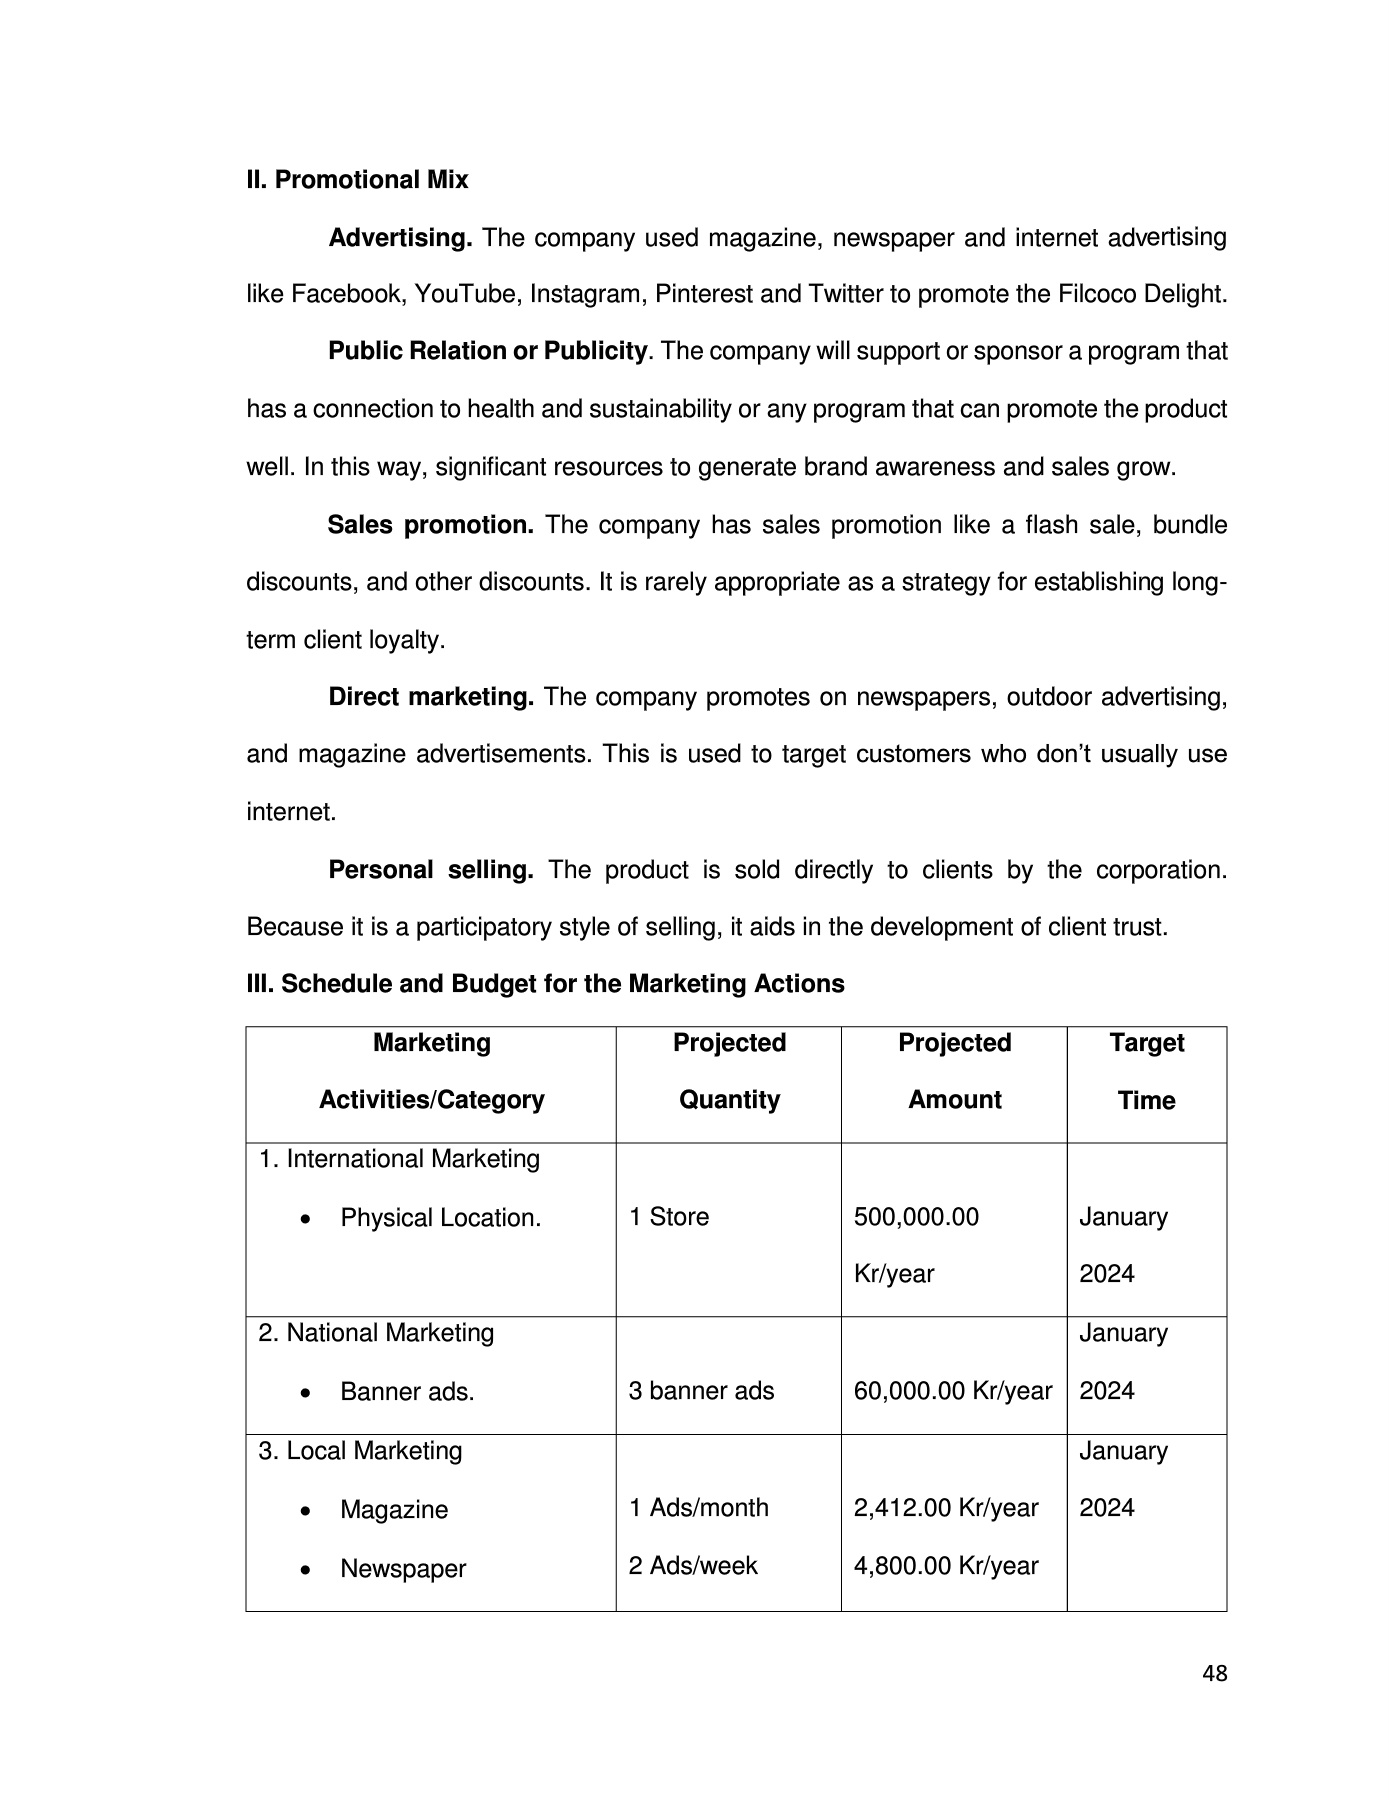 II. Promotional Mix
Advertising. The company used magazine, newspaper and internet advertising
like Facebook, YouTube, Instagram, Pinterest and Twitter to promote the Filcoco Delight.
Public Relation or Publicity. The company will support or sponsor a program that
has a connection to health and sustainability or any program that can promote the product
well. In this way, significant resources to generate brand awareness and sales grow.
Sales promotion. The company has sales promotion like a flash sale, bundle
discounts, and other discounts. It is rarely appropriate as a strategy for establishing long-
term client loyalty.
Direct marketing. The company promotes on newspapers, outdoor advertising,
and magazine advertisements. This is used to target customers who don’t usually use
internet.
Personal selling. The product is sold directly to clients by the corporation.
Because it is a participatory style of selling, it aids in the development of client trust.
III. Schedule and Budget for the Marketing Actions
Marketing Projected Projected Target
Activities/Category Quantity Amount Time
1. International Marketing
• Physical Location. 1 Store 500,000.00 January
Kr/year 2024
2. National Marketing January
• Banner ads. 3 banner ads 60,000.00 Kr/year 2024
3. Local Marketing January
• Magazine 1 Ads/month 2,412.00 Kr/year 2024
• Newspaper 2 Ads/week 4,800.00 Kr/year
48